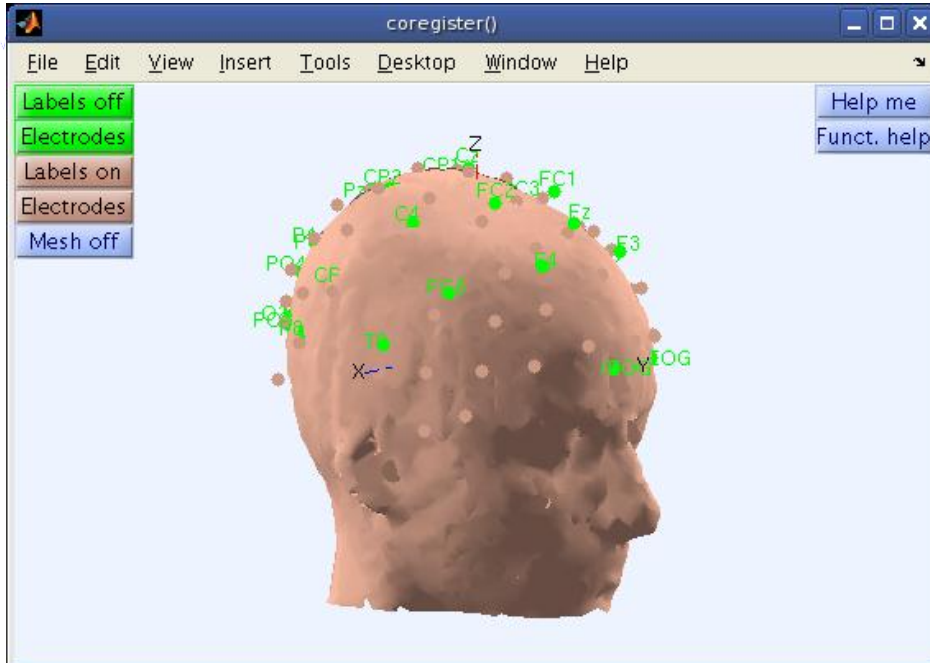 coregister()
File Edit View Insert Tools Desktop Window Help
Labels off
Electrodes
Labels on
Electrodes
Mesh off
Help me
Funct. help
Z
FC1
FC2
C3
C4
Fz
F3
F4
T8
X
Y
EOG